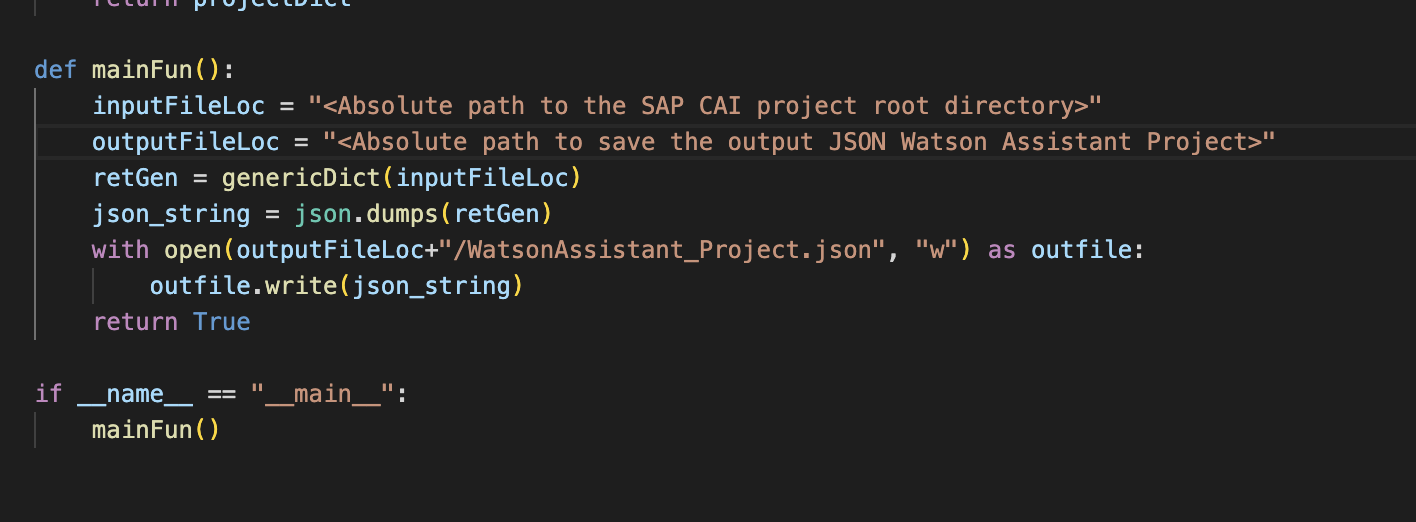 return projectDict
def mainFun():
    inputFileLoc = "<Absolute path to the SAP CAI project root directory>"
    outputFileLoc = "<Absolute path to save the output JSON Watson Assistant Project>"
    retGen = genericDict(inputFileLoc)
    json_string = json.dumps(retGen)
    with open(outputFileLoc+"/WatsonAssistant_Project.json", "w") as outfile:
        outfile.write(json_string)
    return True
if __name__ == "__main__":
    mainFun()